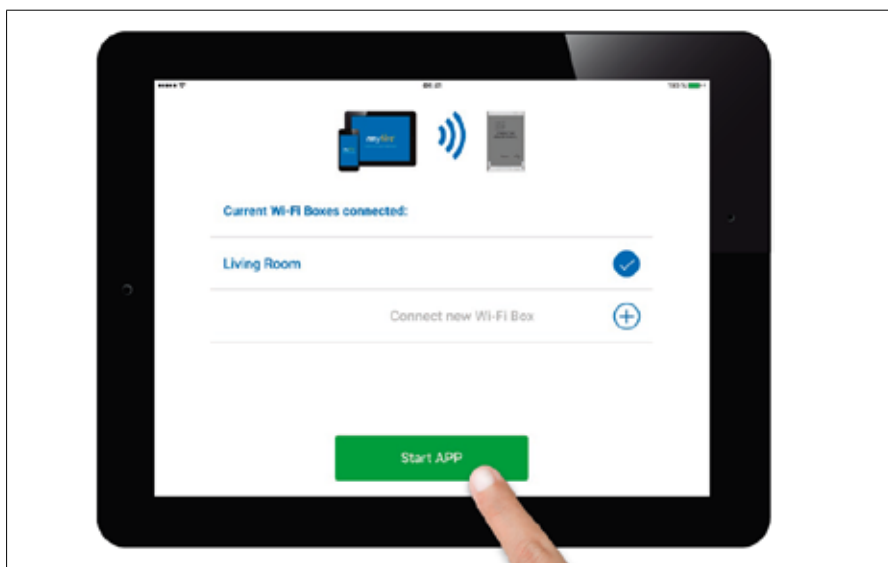 Current Wi-Fi Boxes connected:
Living Room
Connect new Wi-Fi Box
Start APP